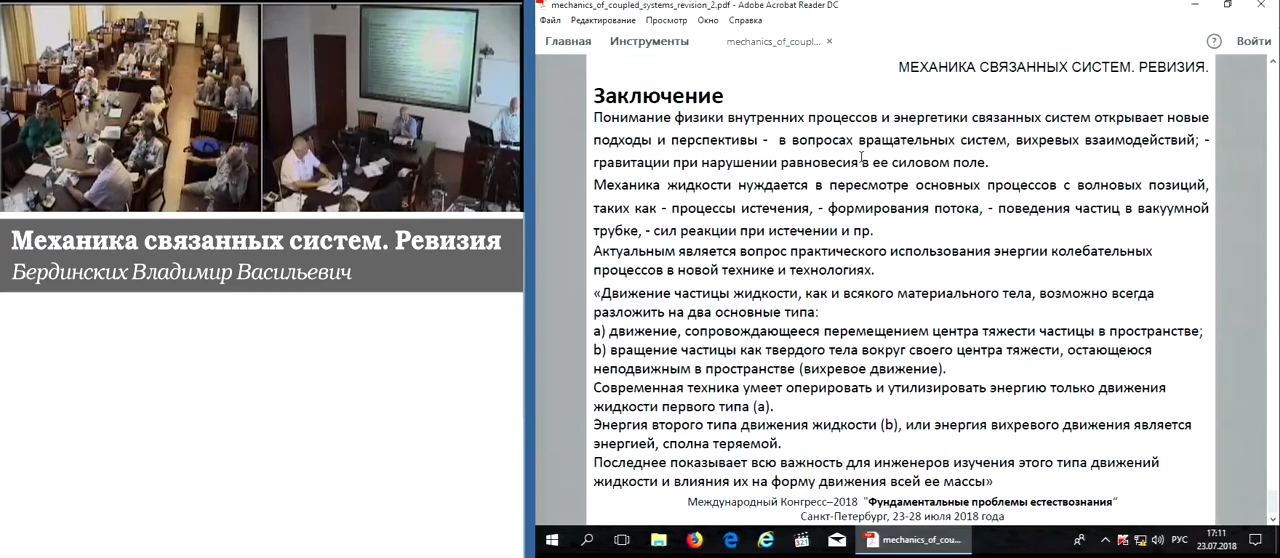 mechanics_of_coupled_systems_revision_2.pdf - Adobe Acrobat Reader DC
Файл Редактирование Просмотр Окно Справка
Главная Инструменты mechanics_of_coupl... × ? Войти
МЕХАНИКА СВЯЗАННЫХ СИСТЕМ. РЕВИЗИЯ.
Заключение
Понимание физики внутренних процессов и энергетики связанных систем открывает новые
подходы и перспективы - в вопросах вращательных систем, вихревых взаимодействий; -
гравитации при нарушении равновесия в ее силовом поле.
Механика жидкости нуждается в пересмотре основных процессов с волновых позиций,
таких как - процессы истечения, - формирования потока, - поведения частиц в вакуумной
трубке, - сил реакции при истечении и пр.
Актуальным является вопрос практического использования энергии колебательных
процессов в новой технике и технологиях.
«Движение частицы жидкости, как и всякого материального тела, возможно всегда
разложить на два основные типа:
a) движение, сопровождающееся перемещением центра тяжести частицы в пространстве;
b) вращение частицы как твердого тела вокруг своего центра тяжести, остающеюся
неподвижным в пространстве (вихревое движение).
Современная техника умеет оперировать и утилизировать энергию только движения
жидкости первого типа (a).
Энергия второго типа движения жидкости (b), или энергия вихревого движения является
энергией, сполна теряемой.
Последнее показывает всю важность для инженеров изучения этого типа движений
жидкости и влияния их на форму движения всей ее массы»
Международный Конгресс–2018 "Фундаментальные проблемы естествознания"
Санкт-Петербург, 23-28 июля 2018 года
Механика связанных систем. Ревизия
Бердинских Владимир Васильевич
mechanics_of_cou...
РУС
17:11
23.07.2018